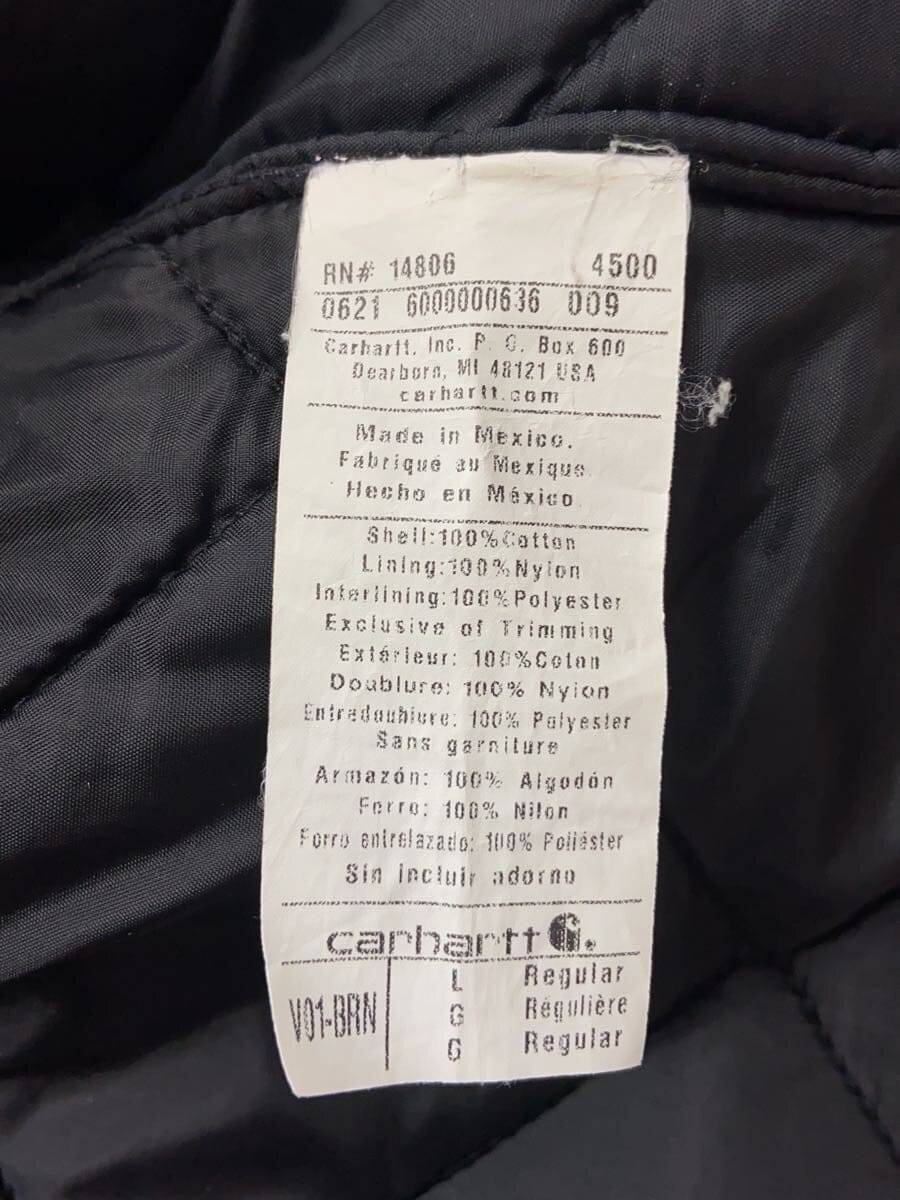 RN# 14806 4500
0621 6000000636 009
Carhartt, Inc. P. O. Box 600
Dearborn, MI 48121 USA
carhartt.com
Made in Mexico.
Fabriqué au Mexique.
Hecho en México.
Shell:100%Cotton
Lining:100%Nylon
Interlining:100%Polyester
Exclusive of Trimming
Extérieur: 100%Coton
Doublure: 100% Nylon
Entredoublure: 100% Polyester
Sans garniture
Armazón: 100% Algodón
Forro: 100% Nilon
Forro entrelazado: 100% Poliéster
Sin incluir adorno
carhartt
V01-BRN
L Regular
G Régulière
G Regular